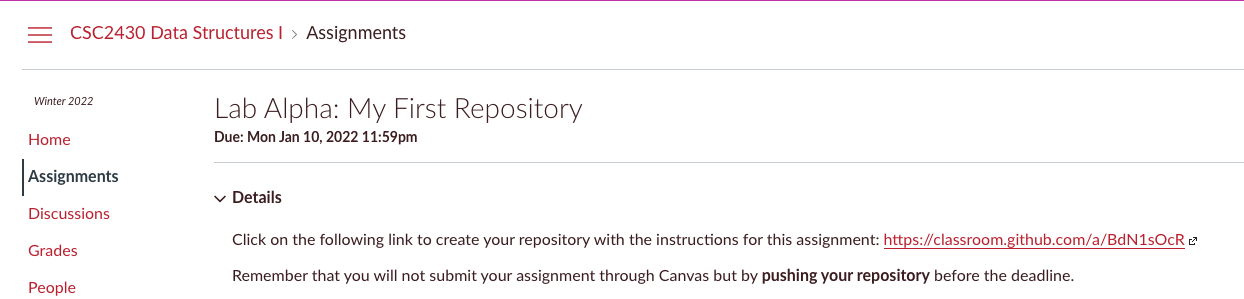 CSC2430 Data Structures I › Assignments
Winter 2022
Lab Alpha: My First Repository
Due: Mon Jan 10, 2022 11:59pm
Home
Assignments
Discussions
Grades
People
Details
Click on the following link to create your repository with the instructions for this assignment: https://classroom.github.com/a/BdN1sOcR
Remember that you will not submit your assignment through Canvas but by pushing your repository before the deadline.